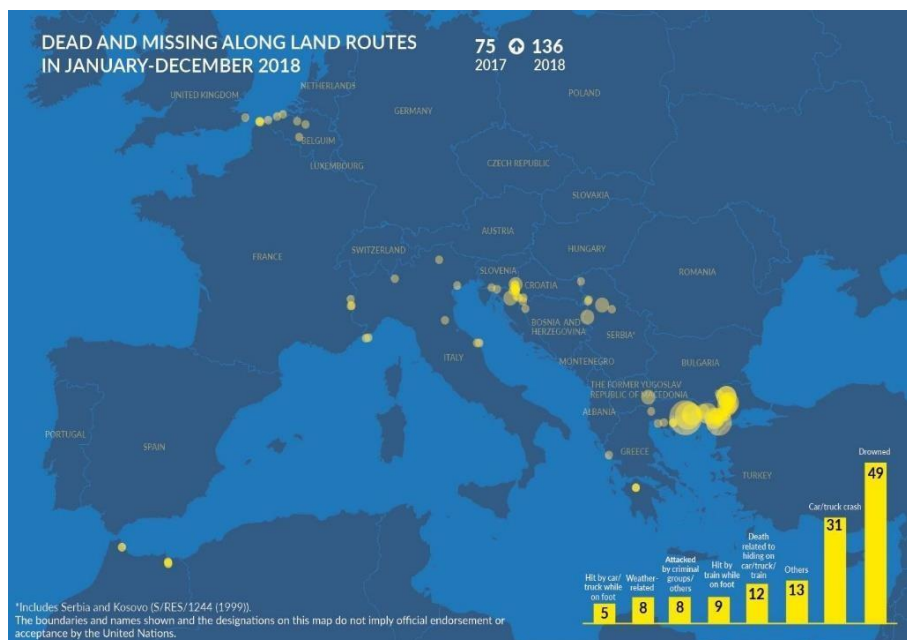 DEAD AND MISSING ALONG LAND ROUTES
IN JANUARY-DECEMBER 2018
75 136
2017 2018
NETHERLANDS
UNITED KINGDOM
POLAND
GERMANY
BELGUIM
LUXEMBOURG
CZECH REPUBLIC
SLOVAKIA
AUSTRIA
SWITZERLAND
HUNGARY
FRANCE
SLOVENIA
ROMANIA
CROATIA
BOSNIA AND
HERZEGOVINA
SERBIA*
ITALY
MONTENEGRO
BULGARIA
THE FORMER YUGOSLAV
REPUBLIC OF MACEDONIA
ALBANIA
PORTUGAL
SPAIN
GREECE
TURKEY
Drowned
49
Car/truck crash
31
Others
13
Death
related to
hiding on
car/truck/
train
12
Hit by
train while
on foot
9
Attacked
by criminal
groups/
others
8
Weather-
related
8
Hit by car/
truck while
on foot
5
*Includes Serbia and Kosovo (S/RES/1244 (1999)).
The boundaries and names shown and the designations on this map do not imply official endorsement or
acceptance by the United Nations.